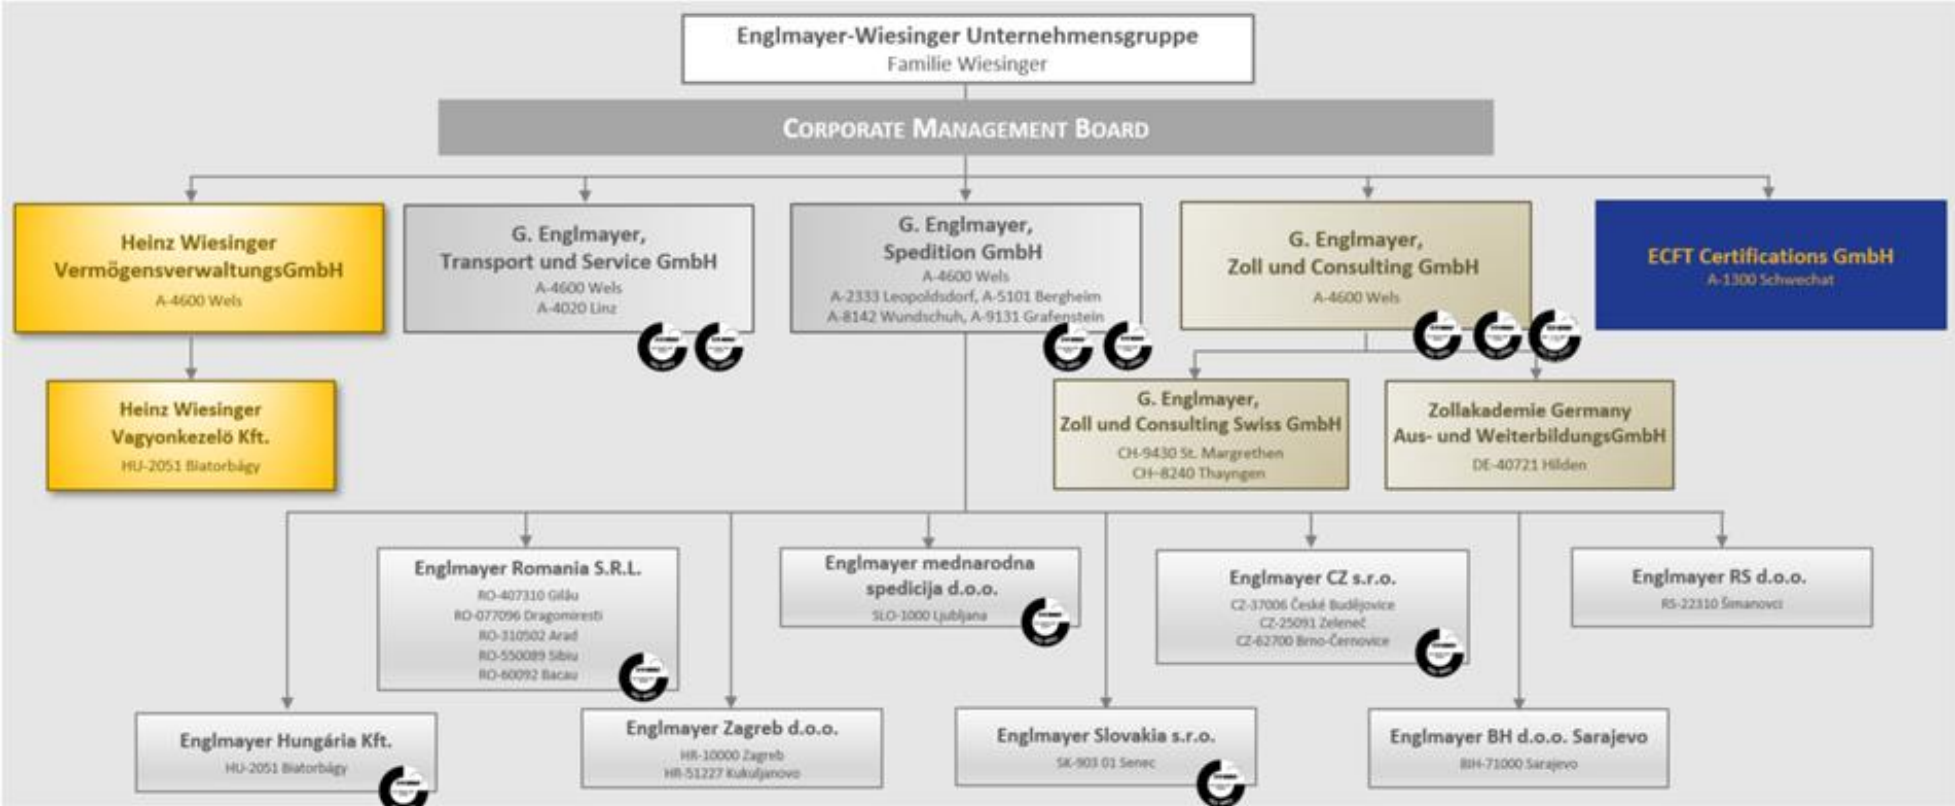 Englmayer-Wiesinger Unternehmensgruppe
Familie Wiesinger
CORPORATE MANAGEMENT BOARD
Heinz Wiesinger
VermögensverwaltungsGmbH
A-4600 Wels
G. Englmayer,
Transport und Service GmbH
A-4600 Wels
A-4020 Linz
G. Englmayer,
Spedition GmbH
A-4600 Wels
A-2333 Leopoldsdorf, A-5101 Bergheim
A-8142 Wundschuh, A-9131 Grafenstein
G. Englmayer,
Zoll und Consulting GmbH
A-4600 Wels
ECFT Certifications GmbH
A-1300 Schwechat
Heinz Wiesinger
Vagyonkezelö Kft.
HU-2051 Biatorbágy
G. Englmayer,
Zoll und Consulting Swiss GmbH
CH-9430 St. Margrethen
CH-8240 Thayngen
Zollakademie Germany
Aus- und WeiterbildungsGmbH
DE-40721 Hilden
Englmayer Romania S.R.L.
RO-407310 Gilău
RO-077096 Dragomiresti
RO-310502 Arad
RO-550089 Sibiu
RO-60092 Bacau
Englmayer mednarodna
spedicija d.o.o.
SLO-1000 Ljubljana
Englmayer CZ s.r.o.
CZ-37006 České Budějovice
CZ-25091 Zeleneč
CZ-62700 Brno-Černovice
Englmayer RS d.o.o.
RS-22310 Šimanovci
Englmayer Hungária Kft.
HU-2051 Biatorbágy
Englmayer Zagreb d.o.o.
HR-10000 Zagreb
HR-51227 Kukuljanovo
Englmayer Slovakia s.r.o.
SK-903 01 Senec
Englmayer BH d.o.o. Sarajevo
BIH-71000 Sarajevo